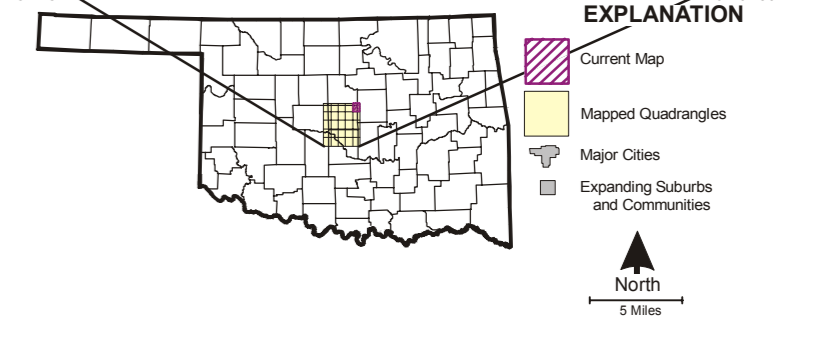 EXPLANATION
Current Map
Mapped Quadrangles
Major Cities
Expanding Suburbs
and Communities
North
5 Miles